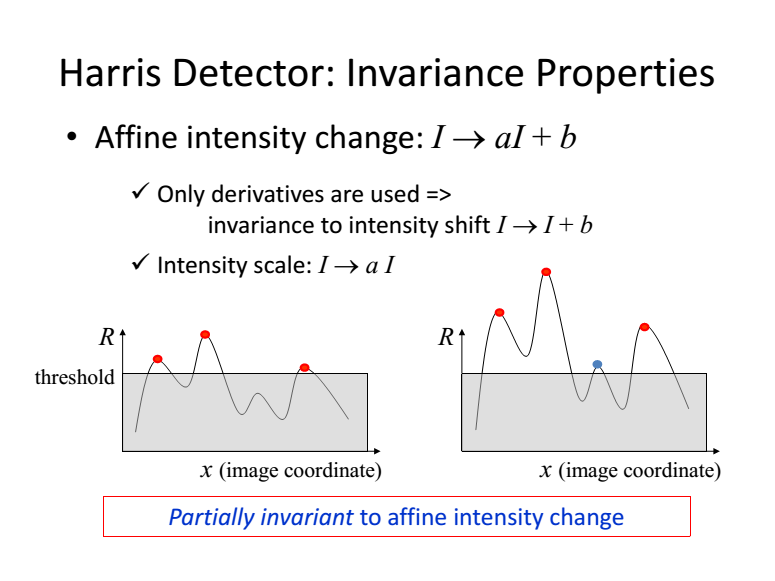 Harris Detector: Invariance Properties
• Affine intensity change: I → aI + b
✓ Only derivatives are used =>
invariance to intensity shift I → I + b
✓ Intensity scale: I → a I
R
threshold
x (image coordinate)
R
x (image coordinate)
Partially invariant to affine intensity change